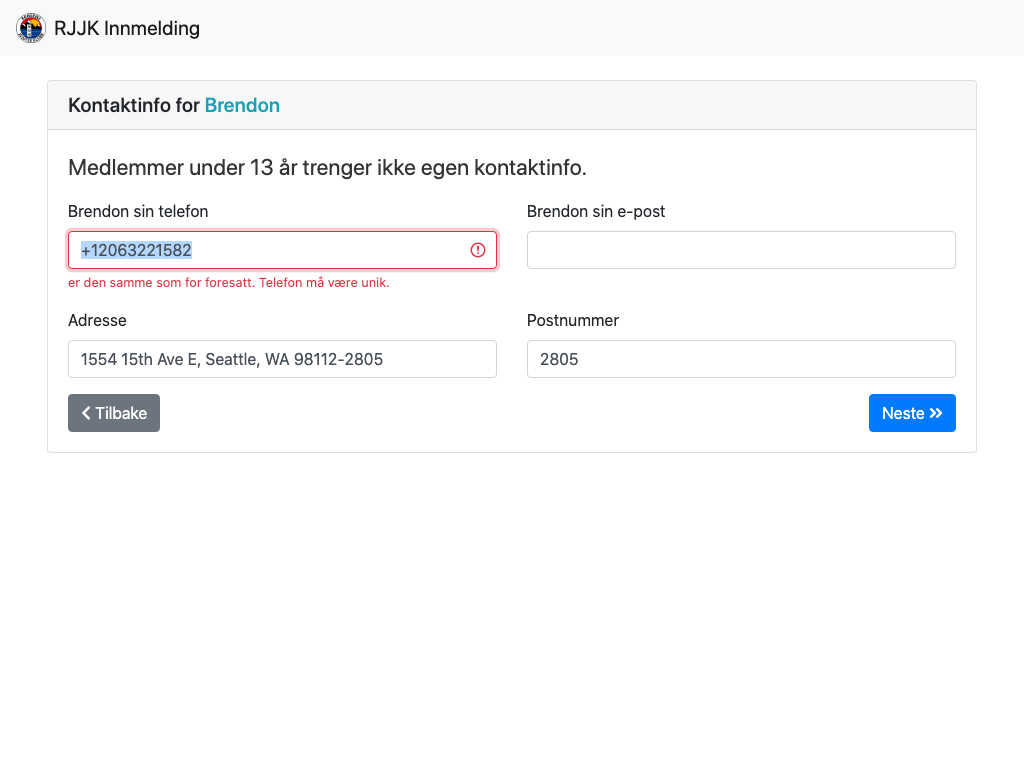 RJJK Innmelding
Kontaktinfo for Brendon
Medlemmer under 13 år trenger ikke egen kontaktinfo.
Brendon sin telefon
Brendon sin e-post
+12063221582
er den samme som for foresatt. Telefon må være unik.
Adresse
Postnummer
1554 15th Ave E, Seattle, WA 98112-2805
2805
Tilbake
Neste